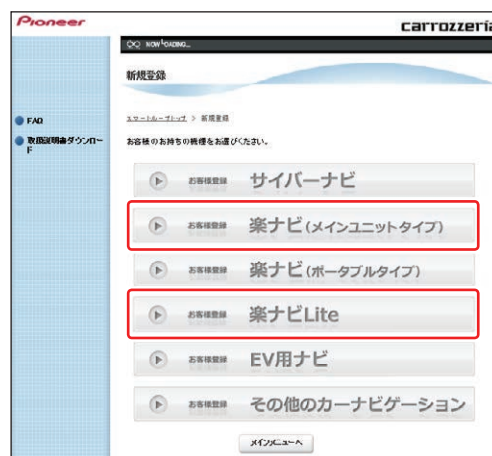 Pioneer
carrozzeria
NOW LOADING...
新規登録
スマートループトップ > 新規登録
FAQ
取扱説明書ダウンロー
ド
お客様のお持ちの機種をお選びください。
お客様登録 サイバーナビ
お客様登録 楽ナビ(メインユニットタイプ)
お客様登録 楽ナビ(ポータブルタイプ)
お客様登録 楽ナビLite
お客様登録 EV用ナビ
お客様登録 その他のカーナビゲーション
メインメニューへ